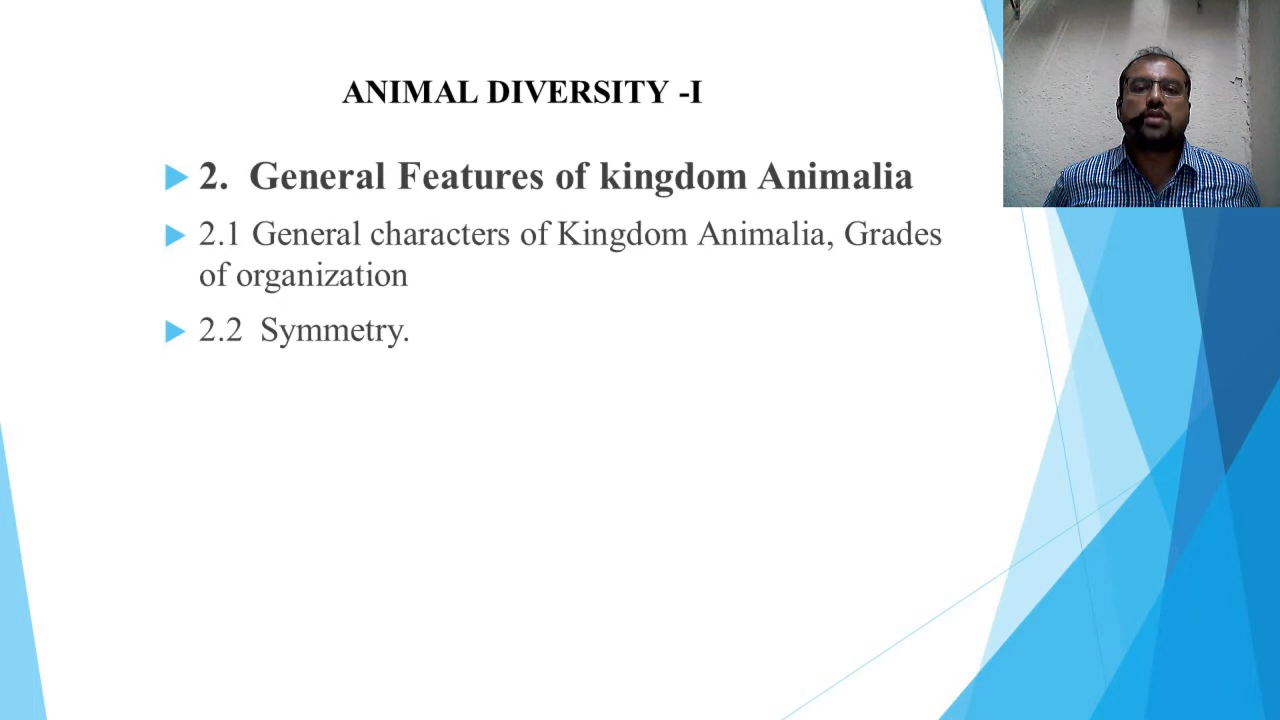 ANIMAL DIVERSITY -I
2. General Features of kingdom Animalia
2.1 General characters of Kingdom Animalia, Grades
of organization
2.2 Symmetry.